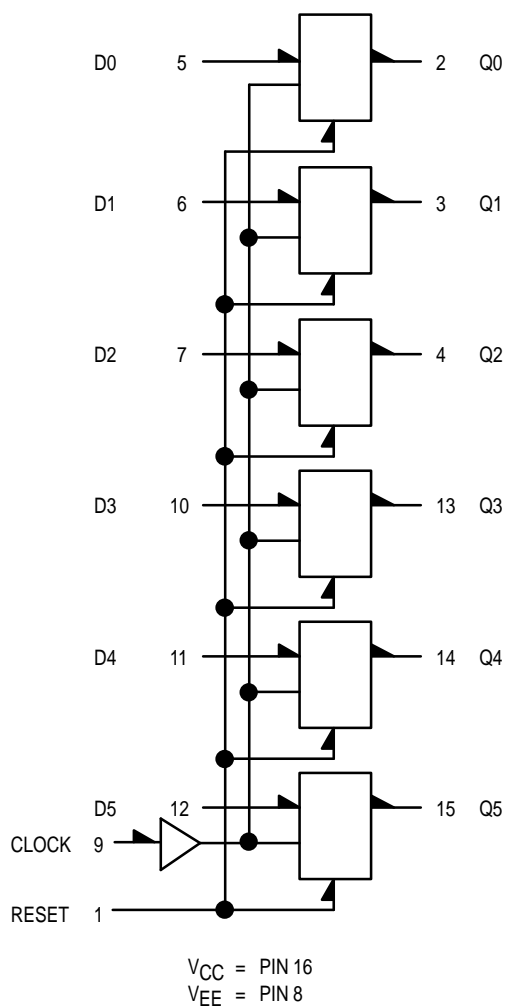 D0 5 2 Q0
D1 6 3 Q1
D2 7 4 Q2
D3 10 13 Q3
D4 11 14 Q4
D5 12 15 Q5
CLOCK 9
RESET 1
VCC = PIN 16
VEE = PIN 8